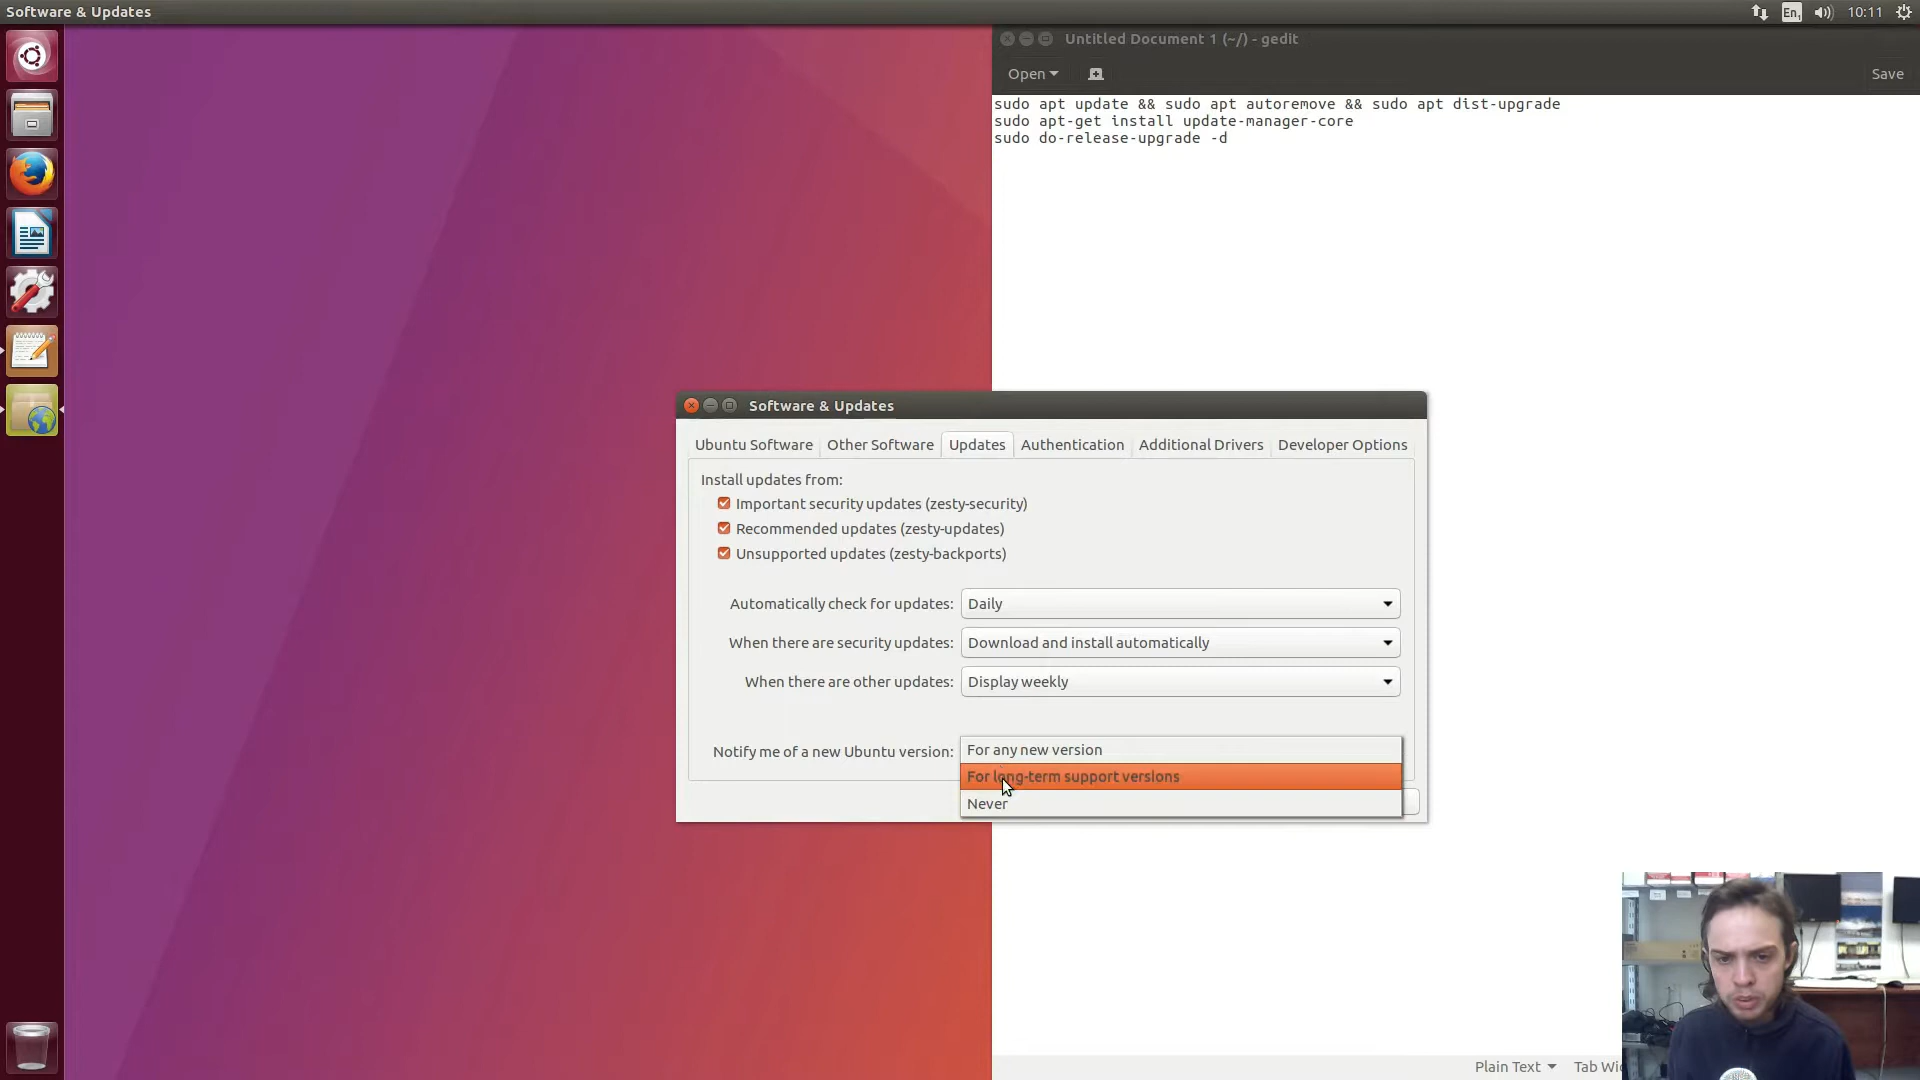 Software & Updates
En
10:11
Untitled Document 1 (~/) - gedit
Open
Save
sudo apt update && sudo apt autoremove && sudo apt dist-upgrade
sudo apt-get install update-manager-core
sudo do-release-upgrade -d
Software & Updates
Ubuntu Software
Other Software
Updates
Authentication
Additional Drivers
Developer Options
Install updates from:
Important security updates (zesty-security)
Recommended updates (zesty-updates)
Unsupported updates (zesty-backports)
Automatically check for updates: Daily
When there are security updates: Download and install automatically
When there are other updates: Display weekly
Notify me of a new Ubuntu version: For any new version
For long-term support versions
Never
Plain Text
Tab